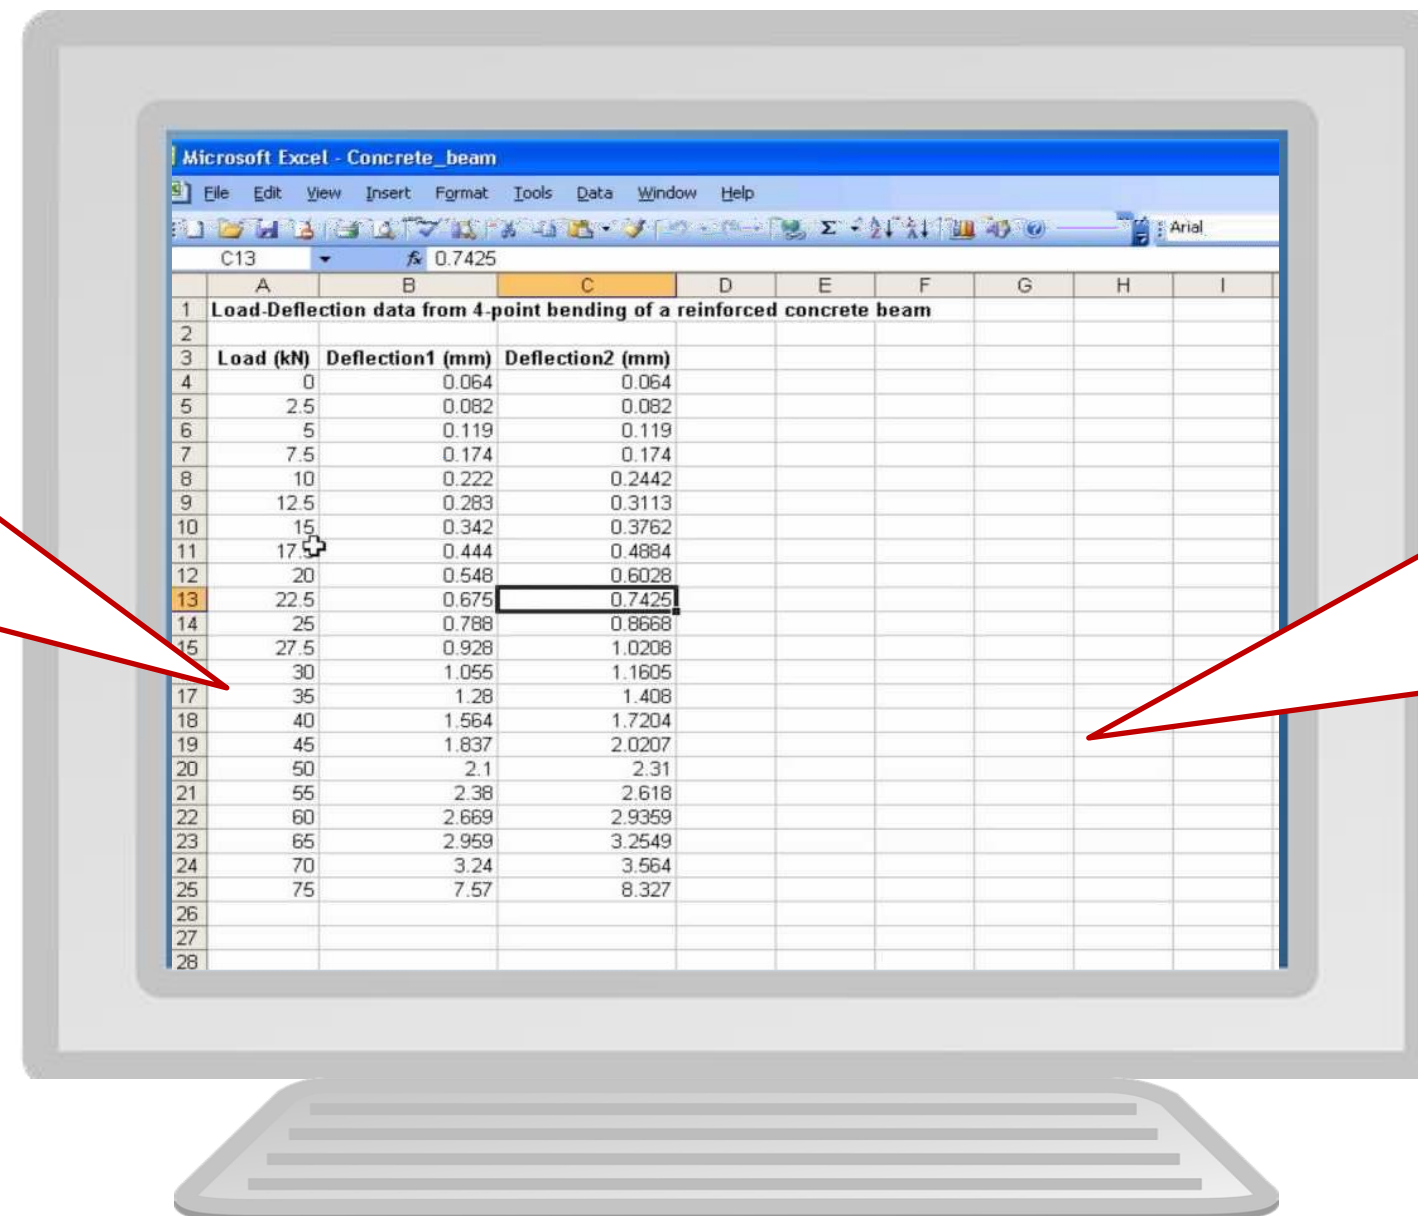 Microsoft Excel - Concrete_beam
File Edit View Insert Format Tools Data Window Help
Σ Arial
C13 fx 0.7425
A B C D E F G H I
1 Load-Deflection data from 4-point bending of a reinforced concrete beam
2
3 Load (kN) Deflection1 (mm) Deflection2 (mm)
4 0 0.064 0.064
5 2.5 0.082 0.082
6 5 0.119 0.119
7 7.5 0.174 0.174
8 10 0.222 0.2442
9 12.5 0.283 0.3113
10 15 0.342 0.3762
11 17.5 0.444 0.4884
12 20 0.548 0.6028
13 22.5 0.675 0.7425
14 25 0.788 0.8668
15 27.5 0.928 1.0208
30 1.055 1.1605
17 35 1.28 1.408
18 40 1.564 1.7204
19 45 1.837 2.0207
20 50 2.1 2.31
21 55 2.38 2.618
22 60 2.669 2.9359
23 65 2.959 3.2549
24 70 3.24 3.564
25 75 7.57 8.327
26
27
28